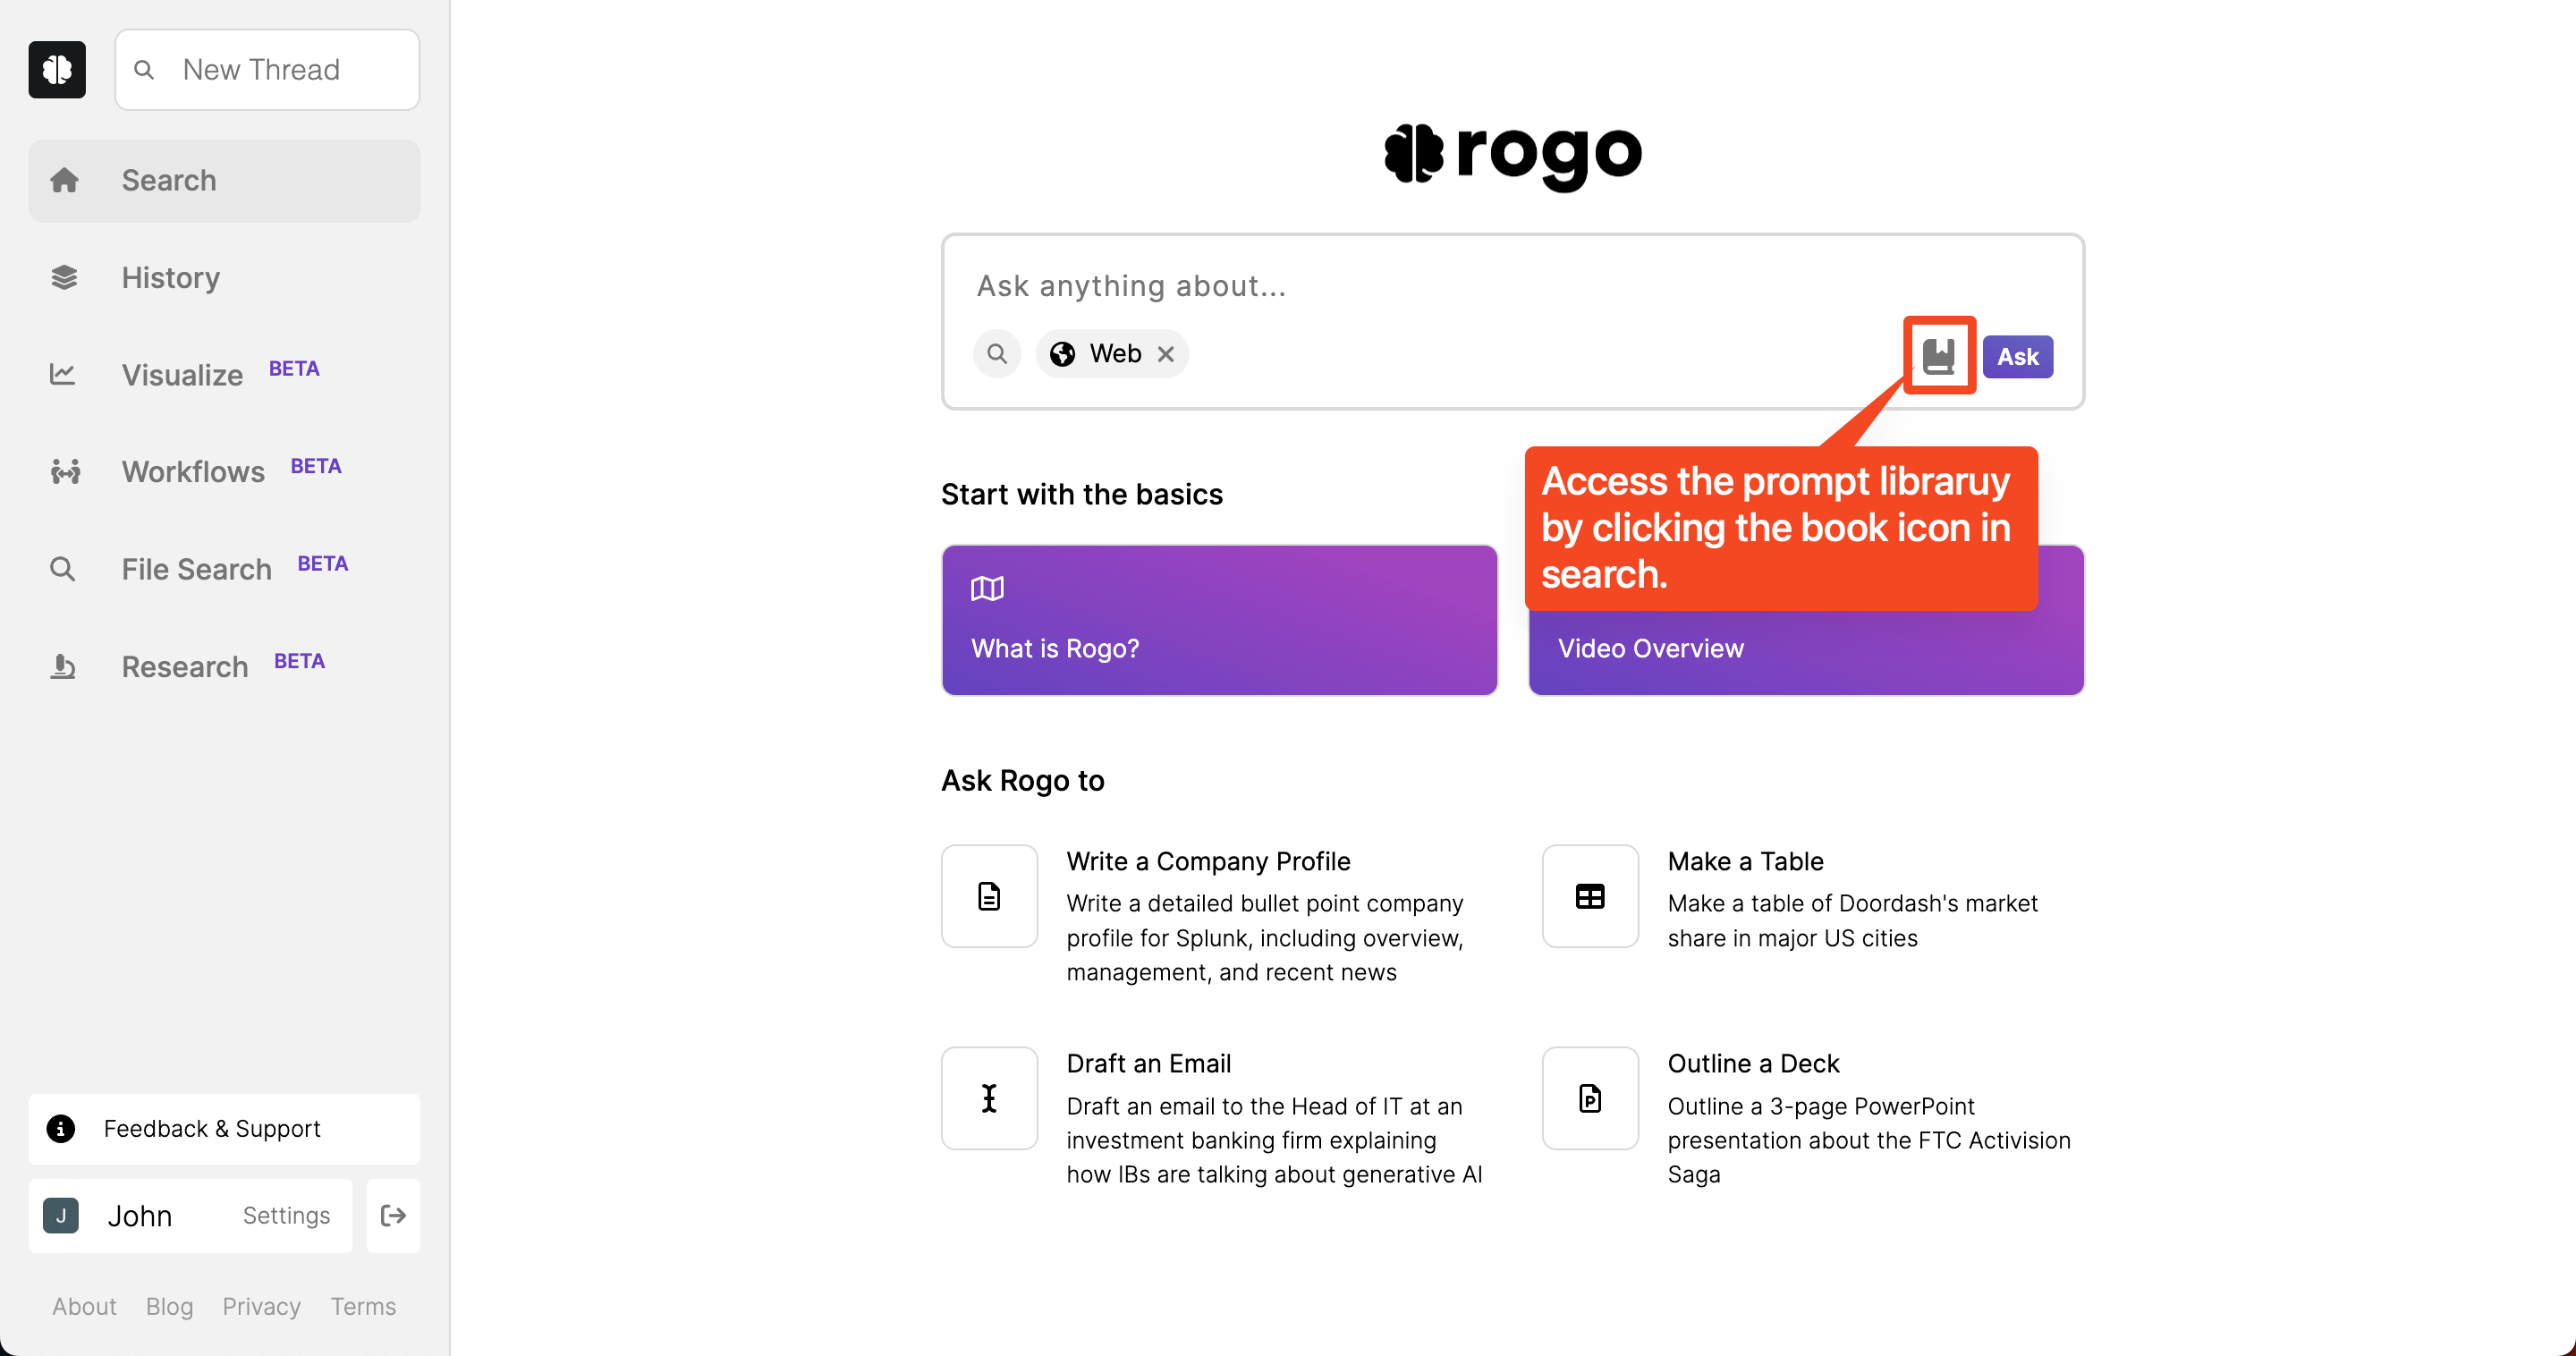 New Thread
Search
History
Visualize BETA
Workflows BETA
File Search BETA
Research BETA
Feedback & Support
J John Settings
About Blog Privacy Terms
rogo
Ask anything about...
Web
Ask
Access the prompt libraruy
by clicking the book icon in
search.
Start with the basics
What is Rogo?
Video Overview
Ask Rogo to
Write a Company Profile
Write a detailed bullet point company
profile for Splunk, including overview,
management, and recent news
Make a Table
Make a table of Doordash's market
share in major US cities
Draft an Email
Draft an email to the Head of IT at an
investment banking firm explaining
how IBs are talking about generative AI
Outline a Deck
Outline a 3-page PowerPoint
presentation about the FTC Activision
Saga